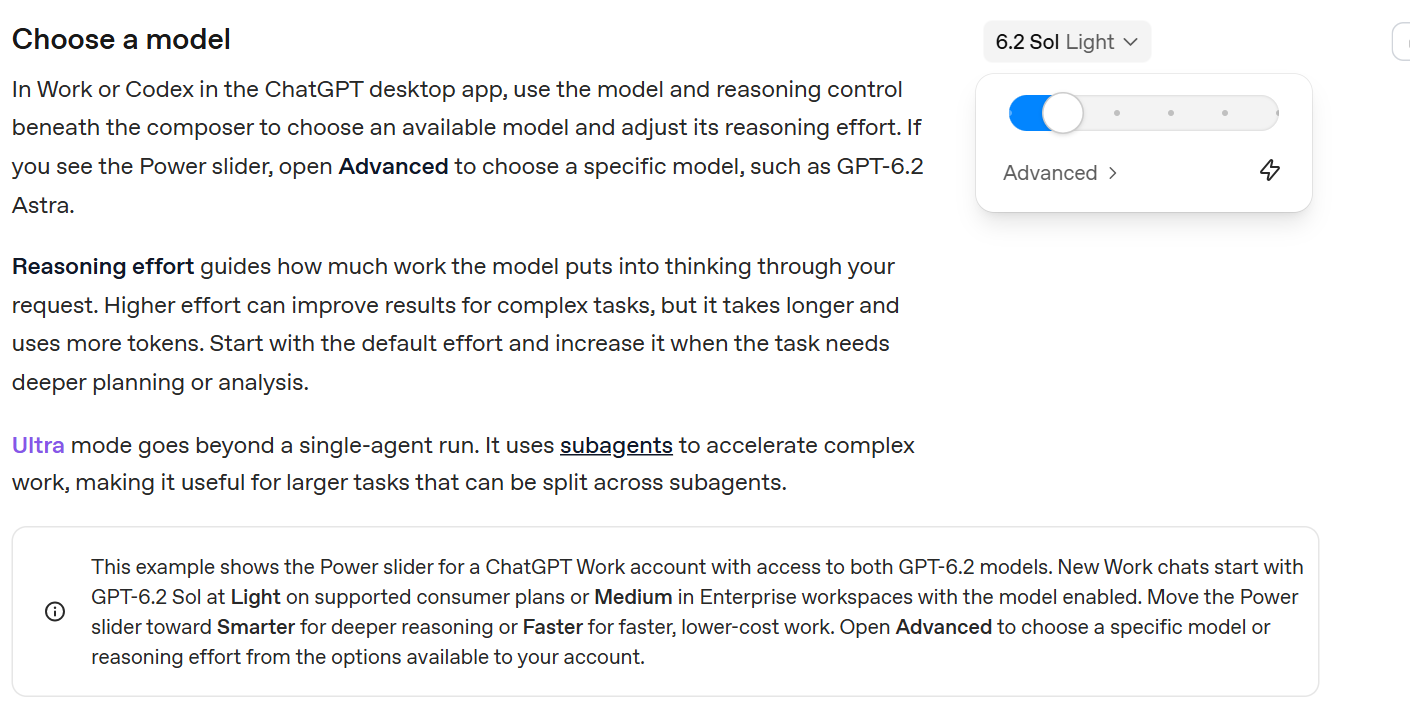 Choose a model
In Work or Codex in the ChatGPT desktop app, use the model and reasoning control
beneath the composer to choose an available model and adjust its reasoning effort. If
you see the Power slider, open Advanced to choose a specific model, such as GPT-6.2
Astra.
Reasoning effort guides how much work the model puts into thinking through your
request. Higher effort can improve results for complex tasks, but it takes longer and
uses more tokens. Start with the default effort and increase it when the task needs
deeper planning or analysis.
Ultra mode goes beyond a single-agent run. It uses subagents to accelerate complex
work, making it useful for larger tasks that can be split across subagents.
6.2 Sol Light
Advanced
This example shows the Power slider for a ChatGPT Work account with access to both GPT-6.2 models. New Work chats start with
GPT-6.2 Sol at Light on supported consumer plans or Medium in Enterprise workspaces with the model enabled. Move the Power
slider toward Smarter for deeper reasoning or Faster for faster, lower-cost work. Open Advanced to choose a specific model or
reasoning effort from the options available to your account.